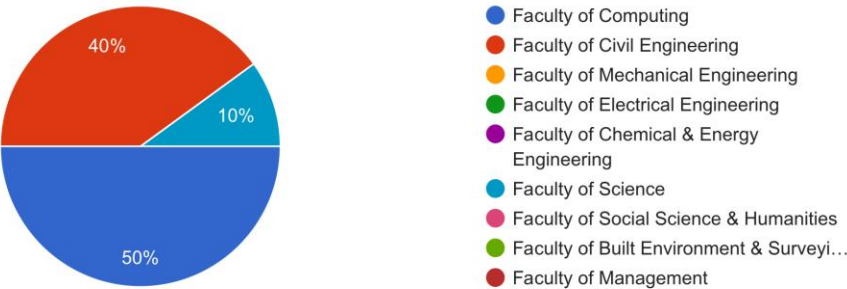 40%
10%
50%
Faculty of Computing
Faculty of Civil Engineering
Faculty of Mechanical Engineering
Faculty of Electrical Engineering
Faculty of Chemical & Energy
Engineering
Faculty of Science
Faculty of Social Science & Humanities
Faculty of Built Environment & Surveyi…
Faculty of Management